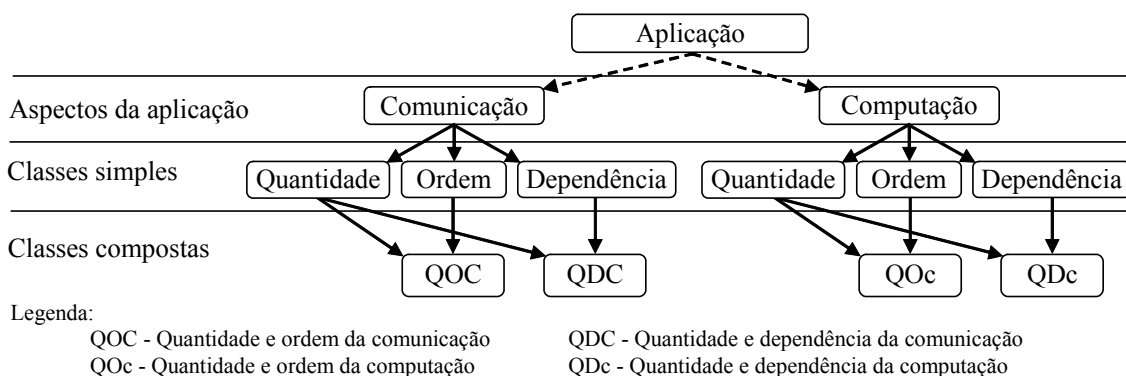 Aplicação
Aspectos da aplicação Comunicação Computação
Classes simples Quantidade Ordem Dependência Quantidade Ordem Dependência
Classes compostas QOC QDC QOc QDc
Legenda:
QOC - Quantidade e ordem da comunicação QDC - Quantidade e dependência da comunicação
QOc - Quantidade e ordem da computação QDc - Quantidade e dependência da computação